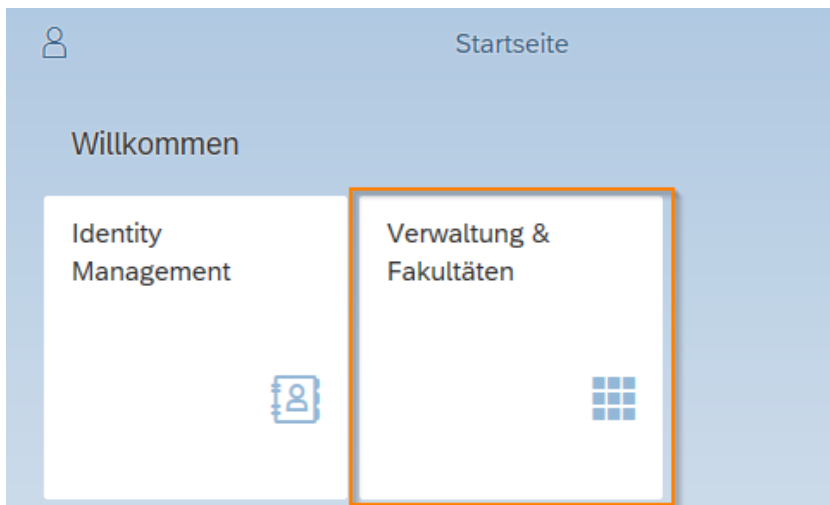 Startseite
Willkommen
Identity
Management
Verwaltung &
Fakultäten